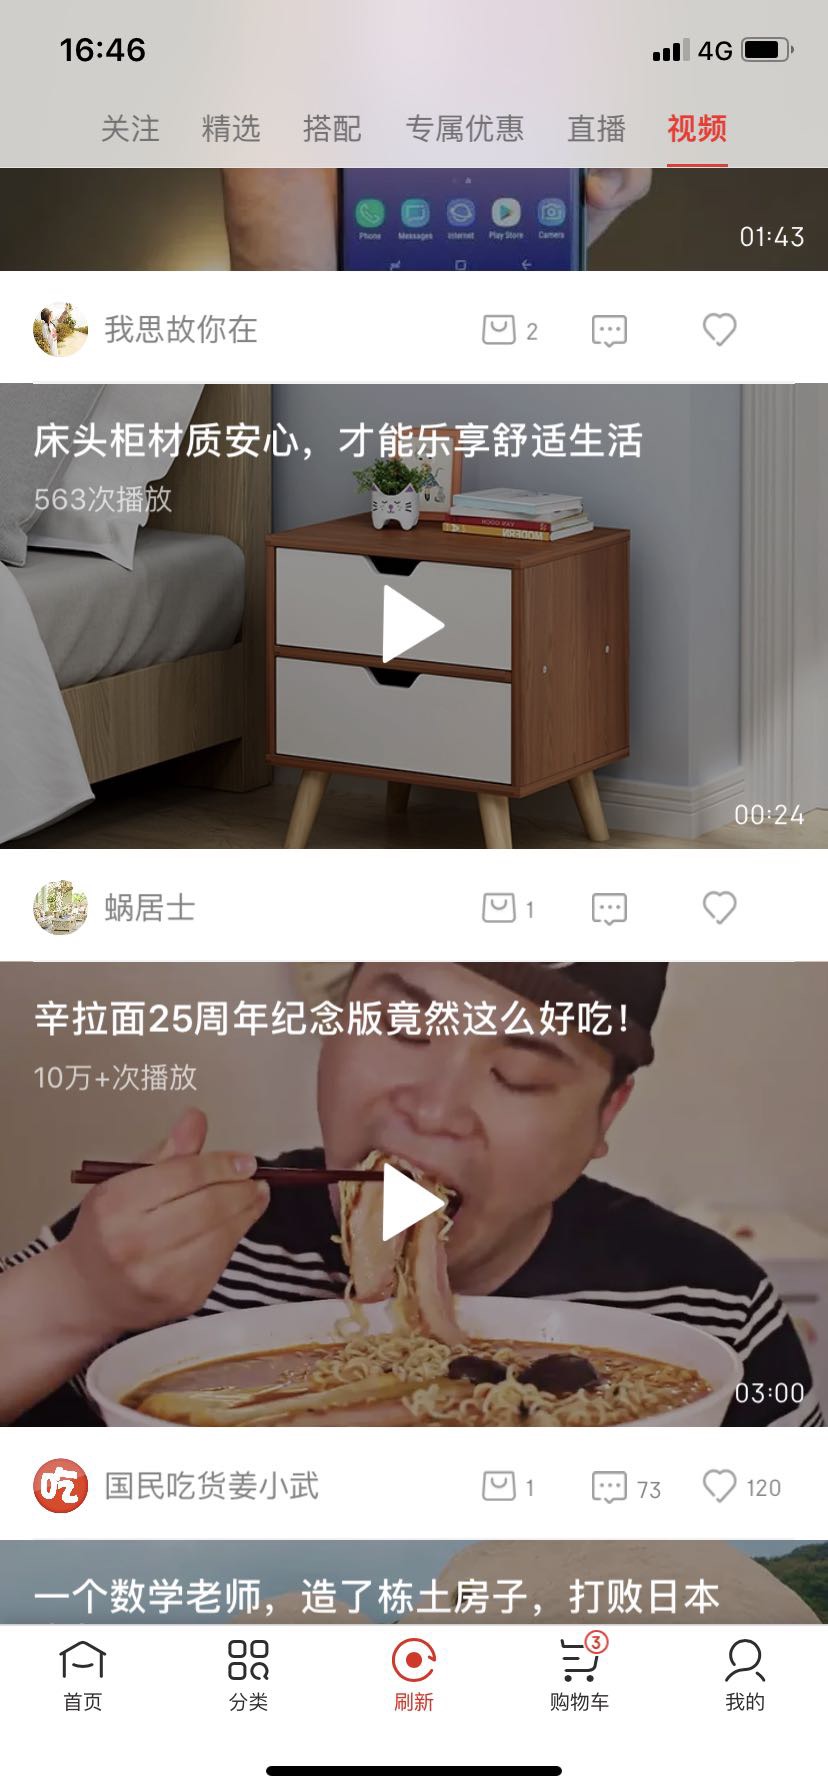 16:46
4G
关注 精选 搭配 专属优惠 直播 视频
Phone Messages Internet Play Store Camera
01:43
我思故你在 2
床头柜材质安心，才能乐享舒适生活
563次播放
00:24
蜗居士 1
辛拉面25周年纪念版竟然这么好吃！
10万+次播放
03:00
吃 国民吃货姜小武 1 73 120
一个数学老师，造了栋土房子，打败日本
3
首页 分类 刷新 购物车 我的